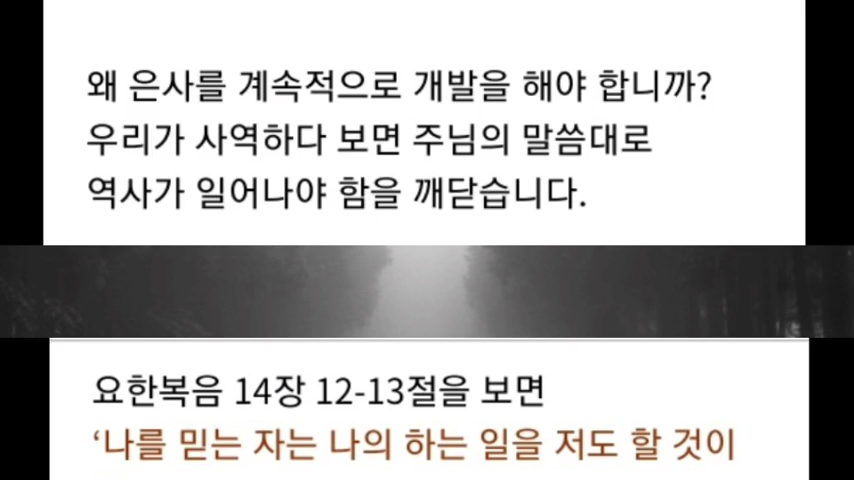 왜 은사를 계속적으로 개발을 해야 합니까?
우리가 사역하다 보면 주님의 말씀대로
역사가 일어나야 함을 깨닫습니다.
요한복음 14장 12-13절을 보면
‘나를 믿는 자는 나의 하는 일을 저도 할 것이